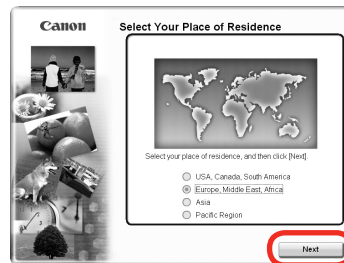 Canon
Select Your Place of Residence
Select your place of residence, and then click [Next].
USA, Canada, South America
Europe, Middle East, Africa
Asia
Pacific Region
Next